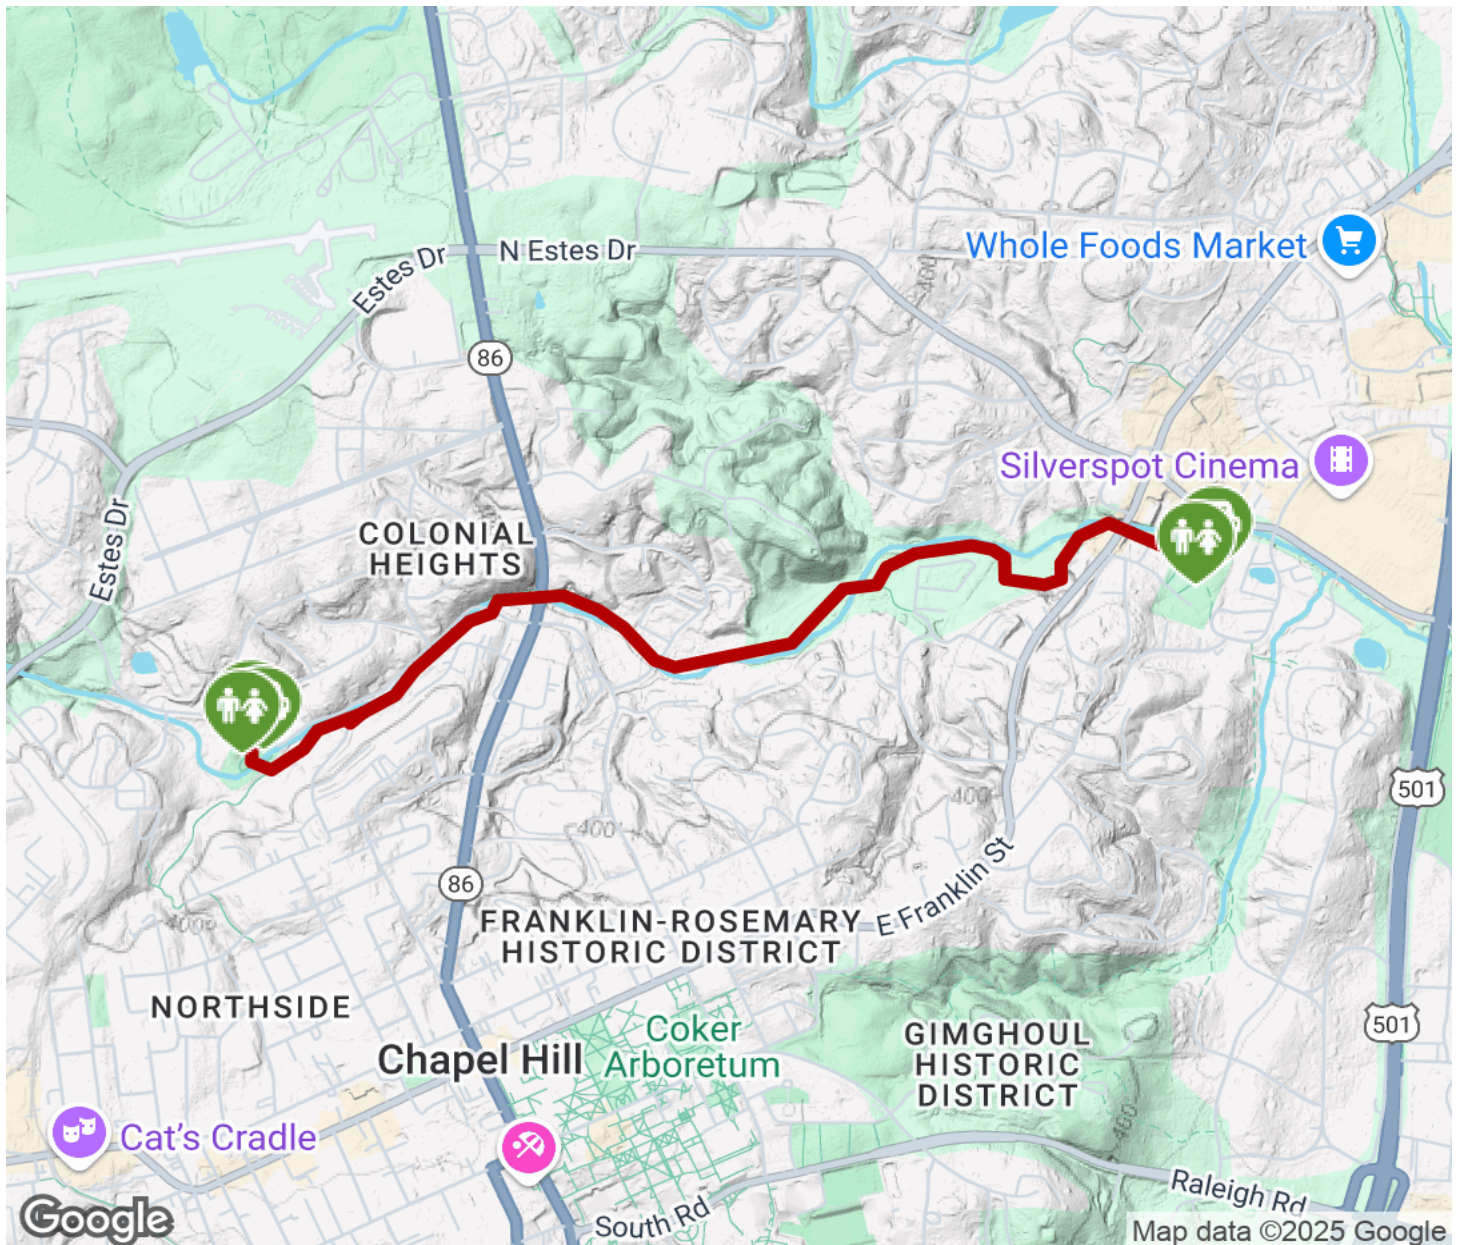 Whole Foods Market
N Estes Dr
Estes Dr
86
Silverspot Cinema
400
Estes Dr
COLONIAL
HEIGHTS
501
400
400
86
E Franklin St
FRANKLIN-ROSEMARY
HISTORIC DISTRICT
400
NORTHSIDE
Coker
Arboretum
GIMGHOUL
HISTORIC
DISTRICT
501
Chapel Hill
400
Cat's Cradle
Raleigh Rd
South Rd
Google
Map data ©2025 Google